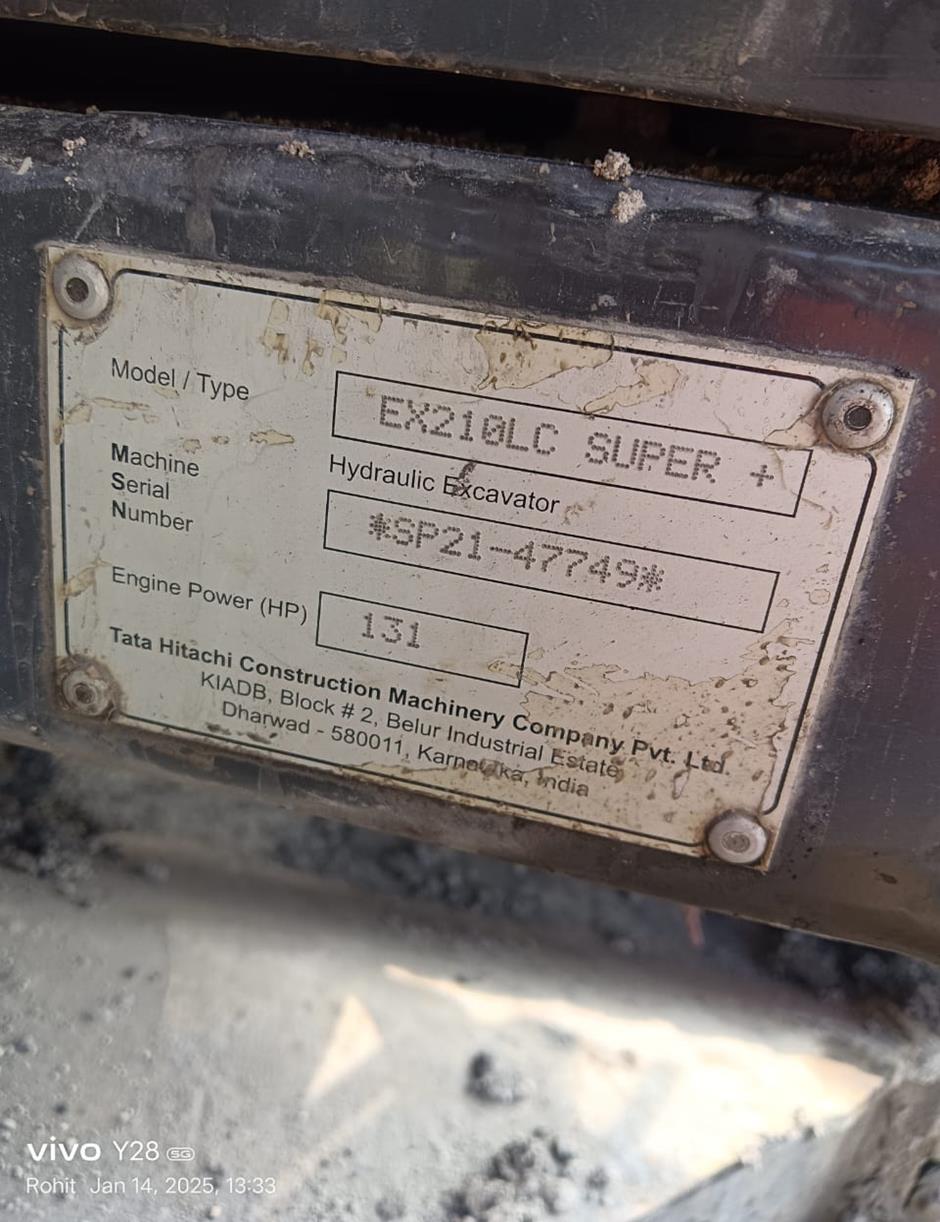 Model / Type
EX210LC SUPER +
Hydraulic Excavator
Machine
Serial
Number
*SP21-47749*
Engine Power (HP)
131
Tata Hitachi Construction Machinery Company Pvt. Ltd.
KIADB, Block # 2, Belur Industrial Estate,
Dharwad - 580011, Karnataka, India
vivo Y28 5G
Rohit Jan 14, 2025, 13:33